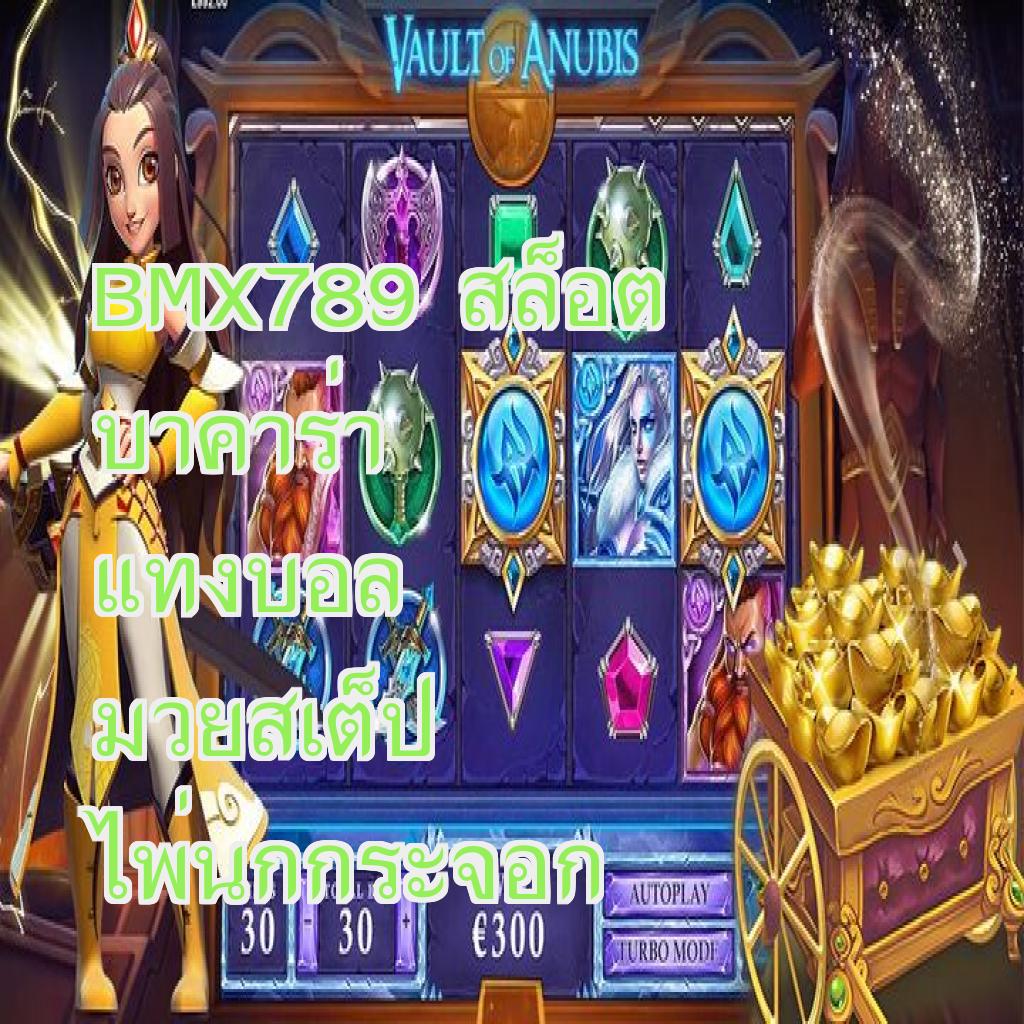 VAULT OF ANUBIS
BMX789 สล็อต
บาคาร่า
แทงบอล
มวยสเต็ป
ไพ่นกกระจอก
30
30
€300
AUTOPLAY
TURBO MODE